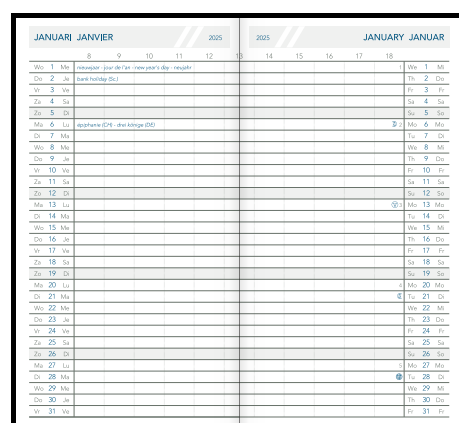 JANUARI JANVIER 2025
2025 JANUARY JANUAR
8 9 10 11 12 13 14 15 16 17 18
Wo 1 Me nieuwjaar - jour de l'an - new year's day - neujahr 1 We 1 Mi
Do 2 Je bank holiday (Sc.) Th 2 Do
Vr 3 Ve Fr 3 Fr
Za 4 Sa Sa 4 Sa
Zo 5 Di Su 5 So
Ma 6 Lu épiphanie (CH) - drei könige (DE) 2 Mo 6 Mo
Di 7 Ma Tu 7 Di
Wo 8 Me We 8 Mi
Do 9 Je Th 9 Do
Vr 10 Ve Fr 10 Fr
Za 11 Sa Sa 11 Sa
Zo 12 Di Su 12 So
Ma 13 Lu 3 Mo 13 Mo
Di 14 Ma Tu 14 Di
Wo 15 Me We 15 Mi
Do 16 Je Th 16 Do
Vr 17 Ve Fr 17 Fr
Za 18 Sa Sa 18 Sa
Zo 19 Di Su 19 So
Ma 20 Lu 4 Mo 20 Mo
Di 21 Ma Tu 21 Di
Wo 22 Me We 22 Mi
Do 23 Je Th 23 Do
Vr 24 Ve Fr 24 Fr
Za 25 Sa Sa 25 Sa
Zo 26 Di Su 26 So
Ma 27 Lu 5 Mo 27 Mo
Di 28 Ma Tu 28 Di
Wo 29 Me We 29 Mi
Do 30 Je Th 30 Do
Vr 31 Ve Fr 31 Fr